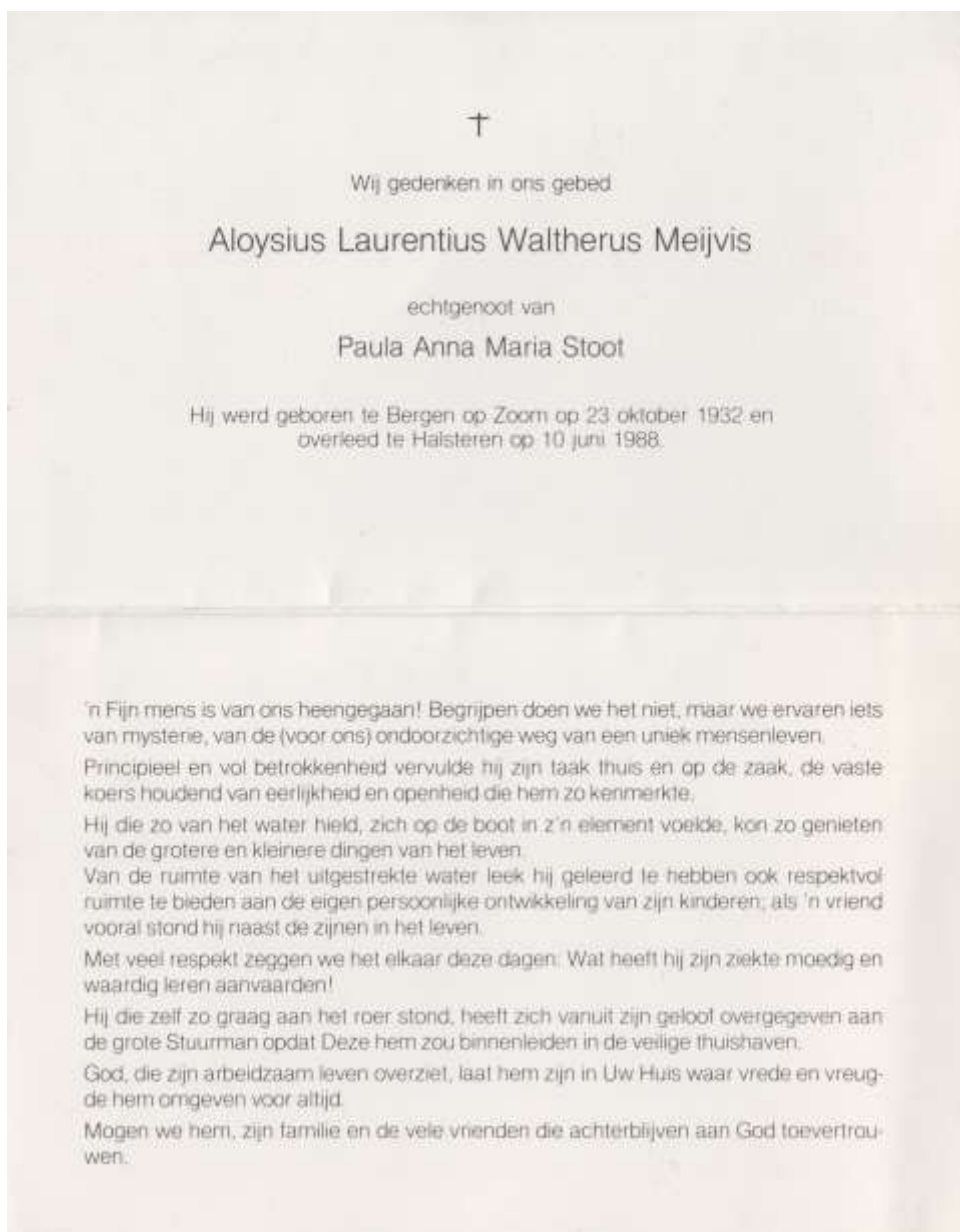 †
Wij gedenken in ons gebed
Aloysius Laurentius Waltherus Meijvis
echtgenoot van
Paula Anna Maria Stoot
Hij werd geboren te Bergen op Zoom op 23 oktober 1932 en
overleed te Halsteren op 10 juni 1988.
'n Fijn mens is van ons heengegaan! Begrijpen doen we het niet, maar we ervaren iets
van mysterie, van de (voor ons) ondoorzichtige weg van een uniek mensenleven.
Principieel en vol betrokkenheid vervulde hij zijn taak thuis en op de zaak, de vaste
koers houdend van eerlijkheid en openheid die hem zo kenmerkte.
Hij die zo van het water hield, zich op de boot in z'n element voelde, kon zo genieten
van de grotere en kleinere dingen van het leven.
Van de ruimte van het uitgestrekte water leek hij geleerd te hebben ook respektvol
ruimte te bieden aan de eigen persoonlijke ontwikkeling van zijn kinderen; als 'n vriend
vooral stond hij naast de zijnen in het leven.
Met veel respekt zeggen we het elkaar deze dagen: Wat heeft hij zijn ziekte moedig en
waardig leren aanvaarden!
Hij die zelf zo graag aan het roer stond, heeft zich vanuit zijn geloof overgegeven aan
de grote Stuurman opdat Deze hem zou binnenleiden in de veilige thuishaven.
God, die zijn arbeidzaam leven overziet, laat hem zijn in Uw Huis waar vrede en vreug-
de hem omgeven voor altijd.
Mogen we hem, zijn familie en de vele vrienden die achterblijven aan God toevertrou-
wen.